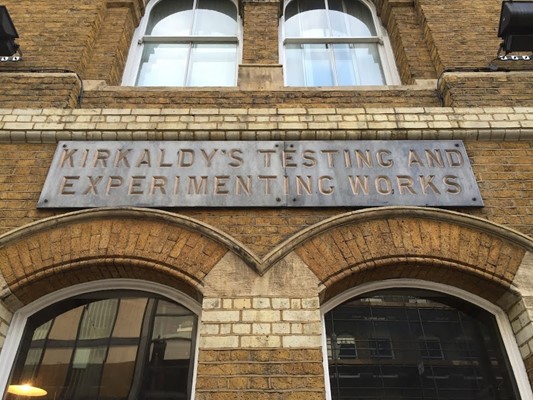 KIRKALDY'S TESTING AND
EXPERIMENTING WORKS